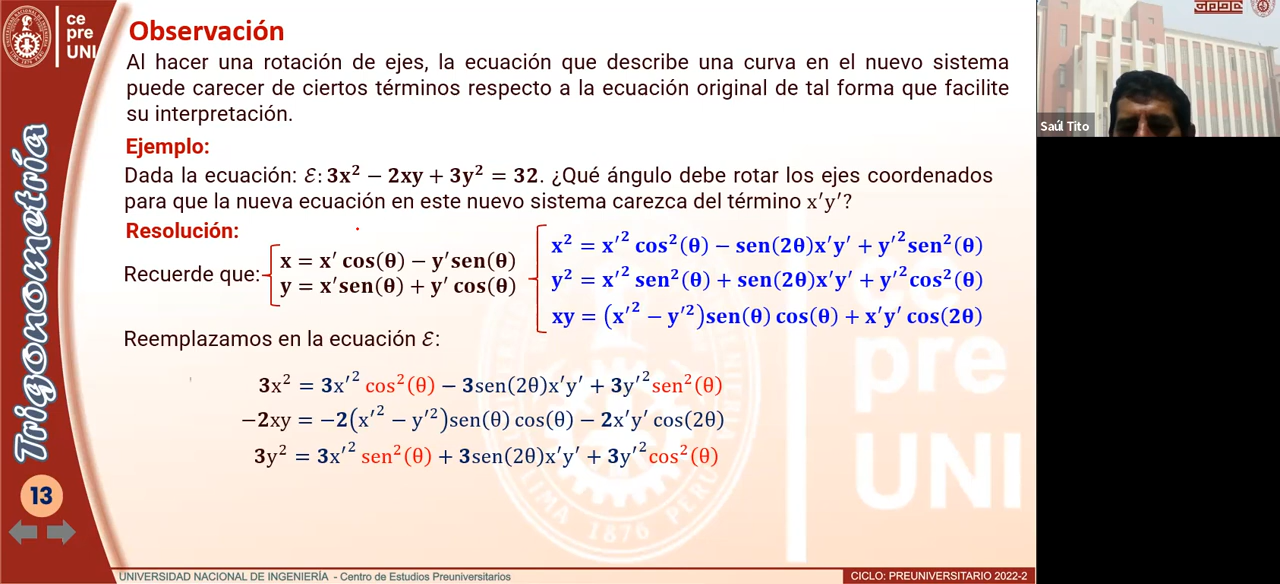 ce
pre
UNI
Trigonometría
13
Observación
Al hacer una rotación de ejes, la ecuación que describe una curva en el nuevo sistema
puede carecer de ciertos términos respecto a la ecuación original de tal forma que facilite
su interpretación.
Ejemplo:
Dada la ecuación: ℰ: 3x² − 2xy + 3y² = 32. ¿Qué ángulo debe rotar los ejes coordenados
para que la nueva ecuación en este nuevo sistema carezca del término x′y′?
Resolución:
Recuerde que:
x = x′ cos(θ) − y′sen(θ)
y = x′sen(θ) + y′ cos(θ)
x² = x′² cos²(θ) − sen(2θ)x′y′ + y′²sen²(θ)
y² = x′² sen²(θ) + sen(2θ)x′y′ + y′²cos²(θ)
xy = (x′² − y′²)sen(θ) cos(θ) + x′y′ cos(2θ)
Reemplazamos en la ecuación ℰ:
3x² = 3x′² cos²(θ) − 3sen(2θ)x′y′ + 3y′²sen²(θ)
−2xy = −2(x′² − y′²)sen(θ) cos(θ) − 2x′y′ cos(2θ)
3y² = 3x′² sen²(θ) + 3sen(2θ)x′y′ + 3y′²cos²(θ)
ce
pre
UNI
LIMA PERU
1876
UNIVERSIDAD NACIONAL DE INGENIERÍA - Centro de Estudios Preuniversitarios
CICLO: PREUNIVERSITARIO 2022-2
Saúl Tito